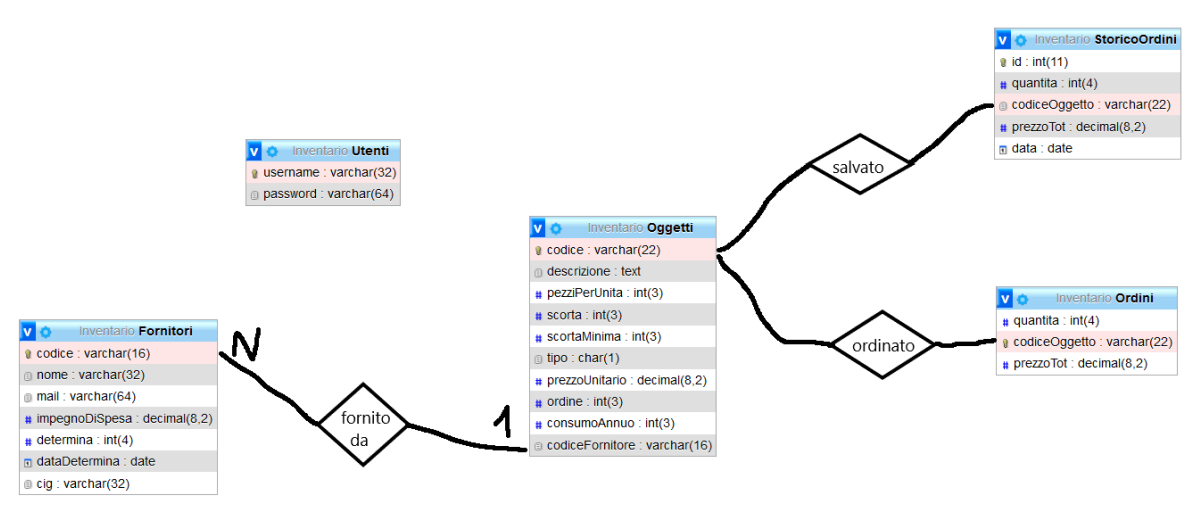 Inventario StoricoOrdini
id : int(11)
quantita : int(4)
codiceOggetto : varchar(22)
prezzoTot : decimal(8,2)
data : date
salvato
Inventario Utenti
username : varchar(32)
password : varchar(64)
Inventario Oggetti
codice : varchar(22)
descrizione : text
pezziPerUnita : int(3)
scorta : int(3)
scortaMinima : int(3)
tipo : char(1)
prezzoUnitario : decimal(8,2)
ordine : int(3)
consumoAnnuo : int(3)
codiceFornitore : varchar(16)
Inventario Ordini
quantita : int(4)
codiceOggetto : varchar(22)
prezzoTot : decimal(8,2)
ordinato
Inventario Fornitori
codice : varchar(16)
nome : varchar(32)
mail : varchar(64)
impegnoDiSpesa : decimal(8,2)
determina : int(4)
dataDetermina : date
cig : varchar(32)
N
fornito
da
1